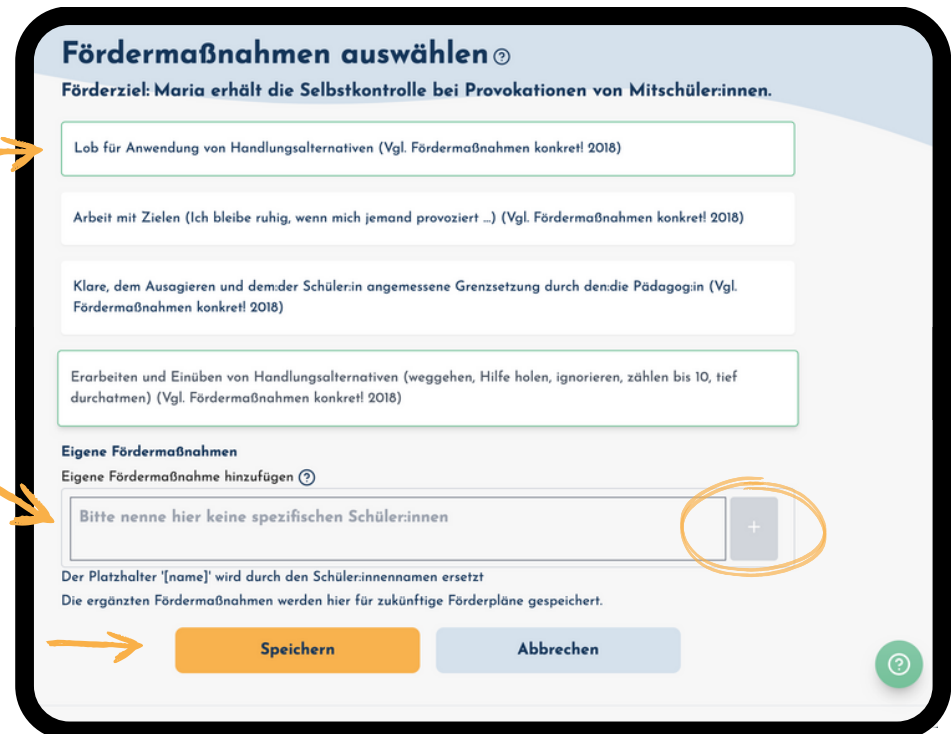 Fördermaßnahmen auswählen ?
Förderziel: Maria erhält die Selbstkontrolle bei Provokationen von Mitschüler:innen.
Lob für Anwendung von Handlungsalternativen (Vgl. Fördermaßnahmen konkret! 2018)
Arbeit mit Zielen (Ich bleibe ruhig, wenn mich jemand provoziert ...) (Vgl. Fördermaßnahmen konkret! 2018)
Klare, dem Ausagieren und dem:der Schüler:in angemessene Grenzsetzung durch den:die Pädagog:in (Vgl.
Fördermaßnahmen konkret! 2018)
Erarbeiten und Einüben von Handlungsalternativen (weggehen, Hilfe holen, ignorieren, zählen bis 10, tief
durchatmen) (Vgl. Fördermaßnahmen konkret! 2018)
Eigene Fördermaßnahmen
Eigene Fördermaßnahme hinzufügen ?
Bitte nenne hier keine spezifischen Schüler:innen
+
Der Platzhalter '[name]' wird durch den Schüler:innennamen ersetzt
Die ergänzten Fördermaßnahmen werden hier für zukünftige Förderpläne gespeichert.
Speichern
Abbrechen
?